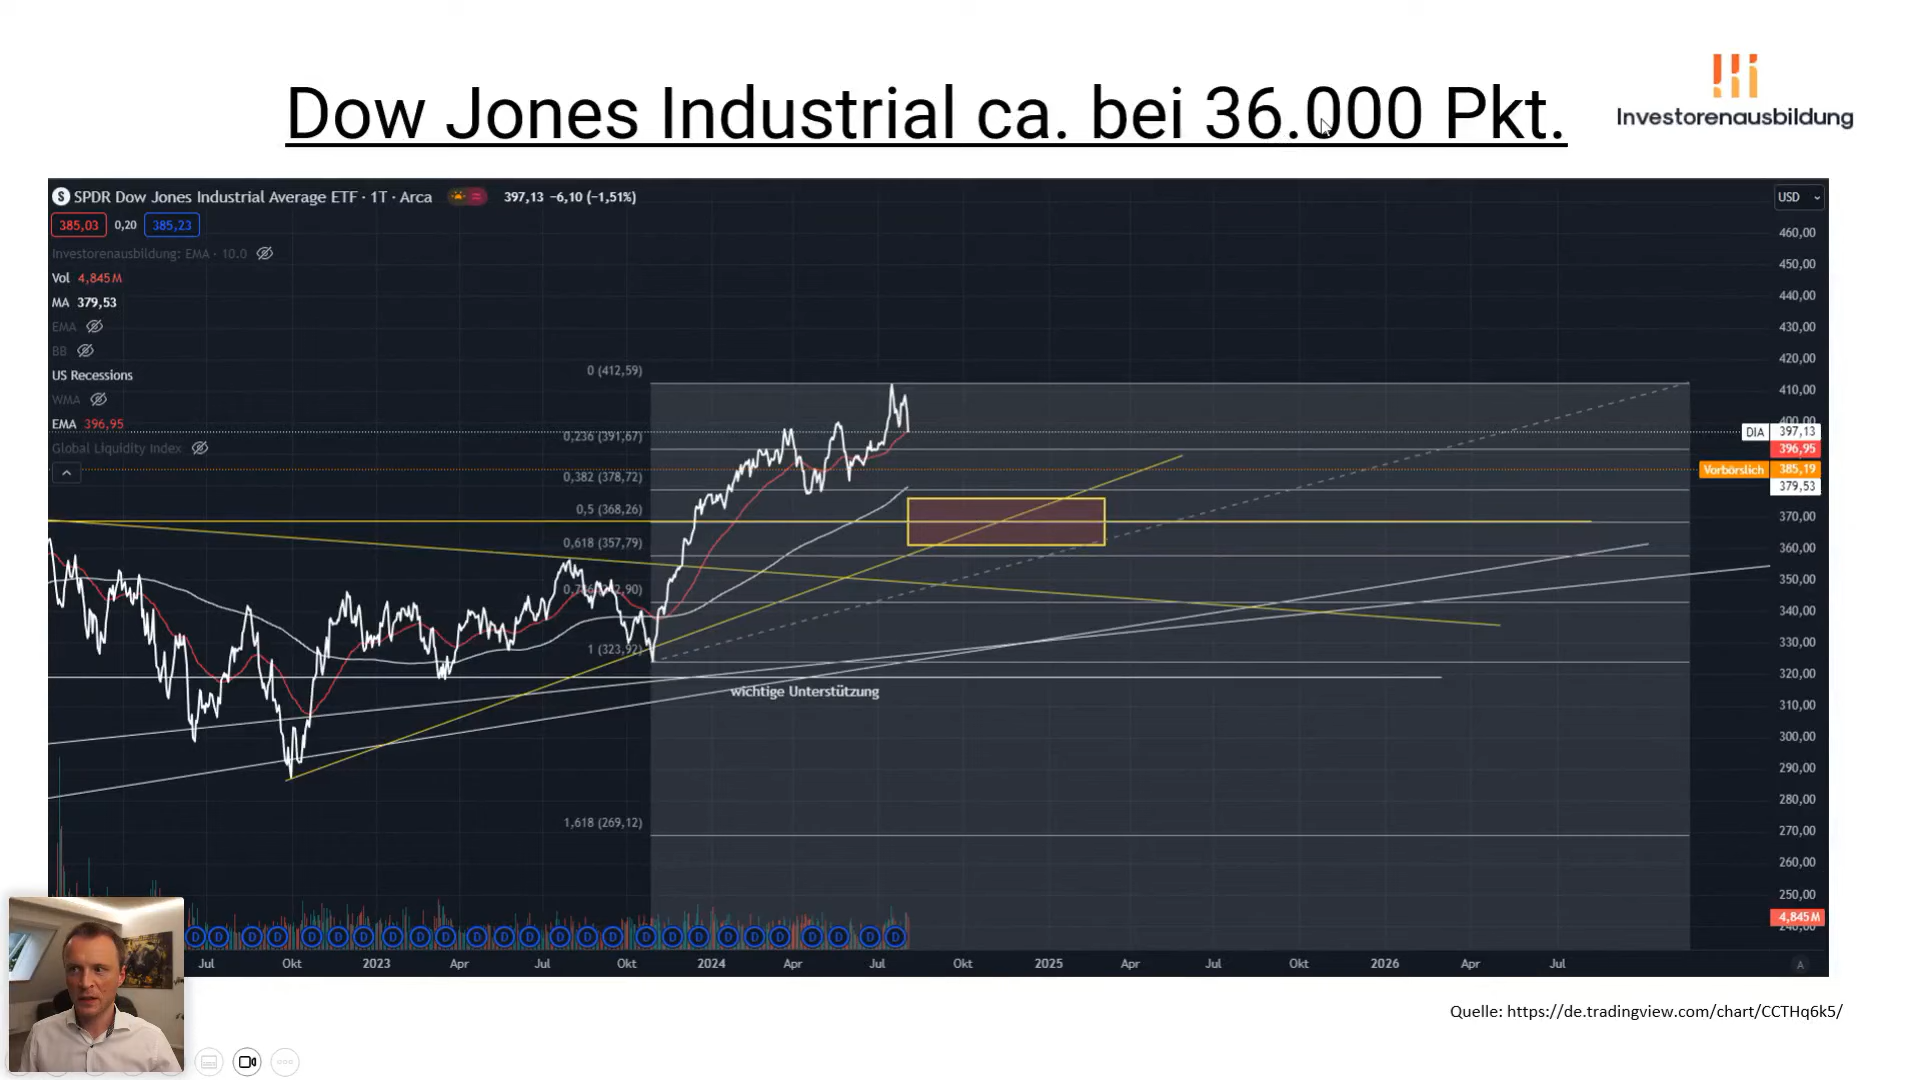 Dow Jones Industrial ca. bei 36.000 Pkt.
Investorenausbildung
S SPDR Dow Jones Industrial Average ETF · 1T · Arca 397,13 −6,10 (−1,51%)
USD
385,03 0,20 385,23
Investorenausbildung: EMA · 10.0
Vol 4,845M
MA 379,53
EMA
BB
US Recessions
WMA
EMA 396,95
Global Liquidity Index
0 (412,59)
0,236 (391,67)
0,382 (378,72)
0,5 (368,26)
0,618 (357,79)
1 (323,92)
1,618 (269,12)
wichtige Unterstützung
460,00
450,00
440,00
430,00
420,00
410,00
400,00
DIA 397,13
396,95
Vorbörslich 385,19
379,53
370,00
360,00
350,00
340,00
330,00
320,00
310,00
300,00
290,00
280,00
270,00
260,00
250,00
4,845M
240,00
D D D D D D D D D D D D D D D D D D D D D D D D D D
Jul Okt 2023 Apr Jul Okt 2024 Apr Jul Okt 2025 Apr Jul Okt 2026 Apr Jul A
Quelle: https://de.tradingview.com/chart/CCTHq6k5/